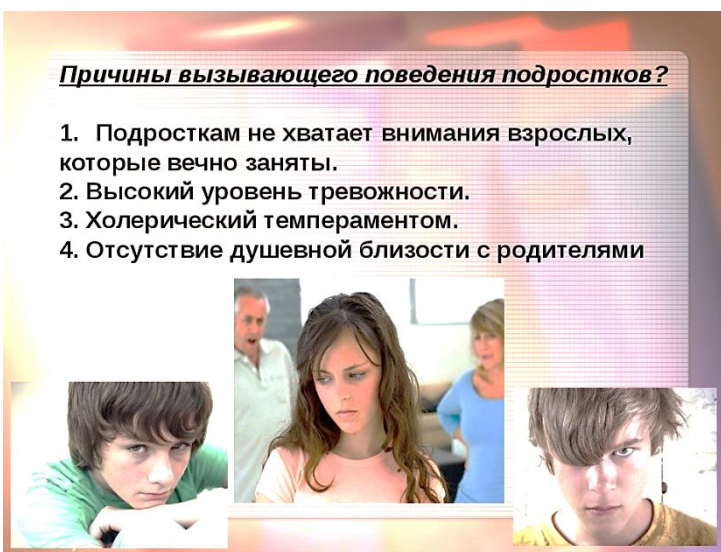 Причины вызывающего поведения подростков?
1. Подросткам не хватает внимания взрослых,
которые вечно заняты.
2. Высокий уровень тревожности.
3. Холерический темпераментом.
4. Отсутствие душевной близости с родителями